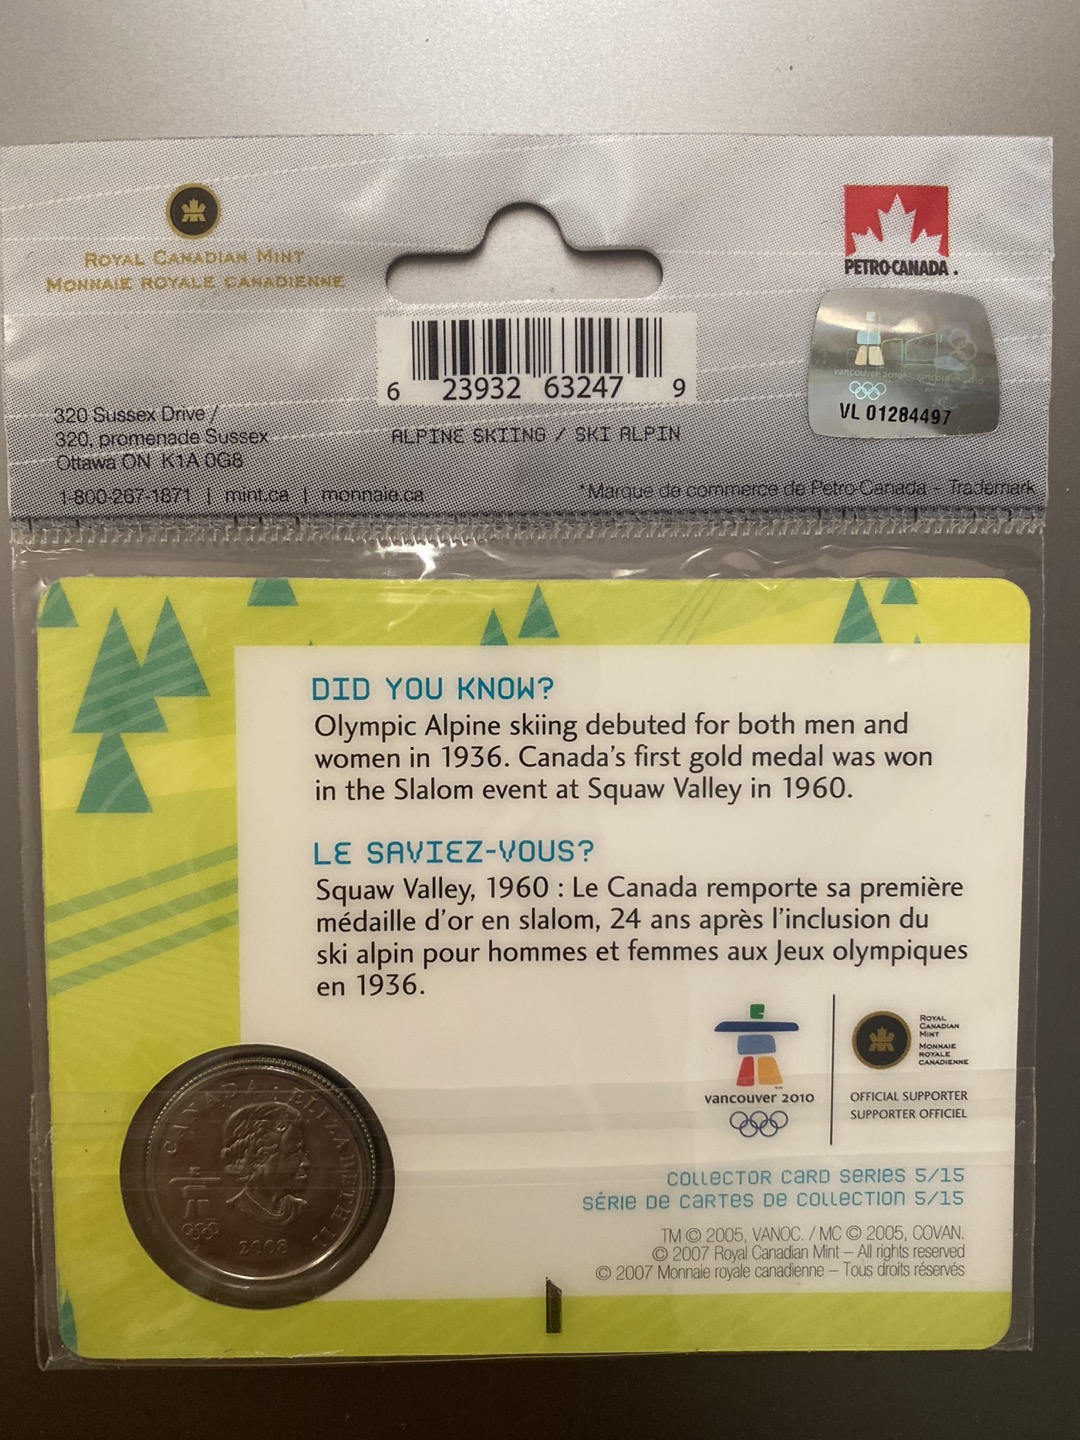 ROYAL CANADIAN MINT
MONNAIE ROYALE CANADIENNE
PETRO-CANADA
6 23932 63247 9
vancouver 2010
VL 01284497
320 Sussex Drive /
320, promenade Sussex
Ottawa ON K1A 0G8
ALPINE SKIING / SKI ALPIN
1-800-267-1871 | mint.ca | monnaie.ca
*Marque de commerce de Petro-Canada - Trademark
DID YOU KNOW?
Olympic Alpine skiing debuted for both men and
women in 1936. Canada's first gold medal was won
in the Slalom event at Squaw Valley in 1960.
LE SAVIEZ-VOUS?
Squaw Valley, 1960 : Le Canada remporte sa première
médaille d'or en slalom, 24 ans après l'inclusion du
ski alpin pour hommes et femmes aux Jeux olympiques
en 1936.
vancouver 2010
ROYAL
CANADIAN
MINT
MONNAIE
ROYALE
CANADIENNE
OFFICIAL SUPPORTER
SUPPORTER OFFICIEL
CANADA · ELIZABETH II
2008
COLLECTOR CARD SERIES 5/15
SÉRIE DE CARTES DE COLLECTION 5/15
TM © 2005, VANOC. / MC © 2005, COVAN.
© 2007 Royal Canadian Mint – All rights reserved
© 2007 Monnaie royale canadienne – Tous droits réservés